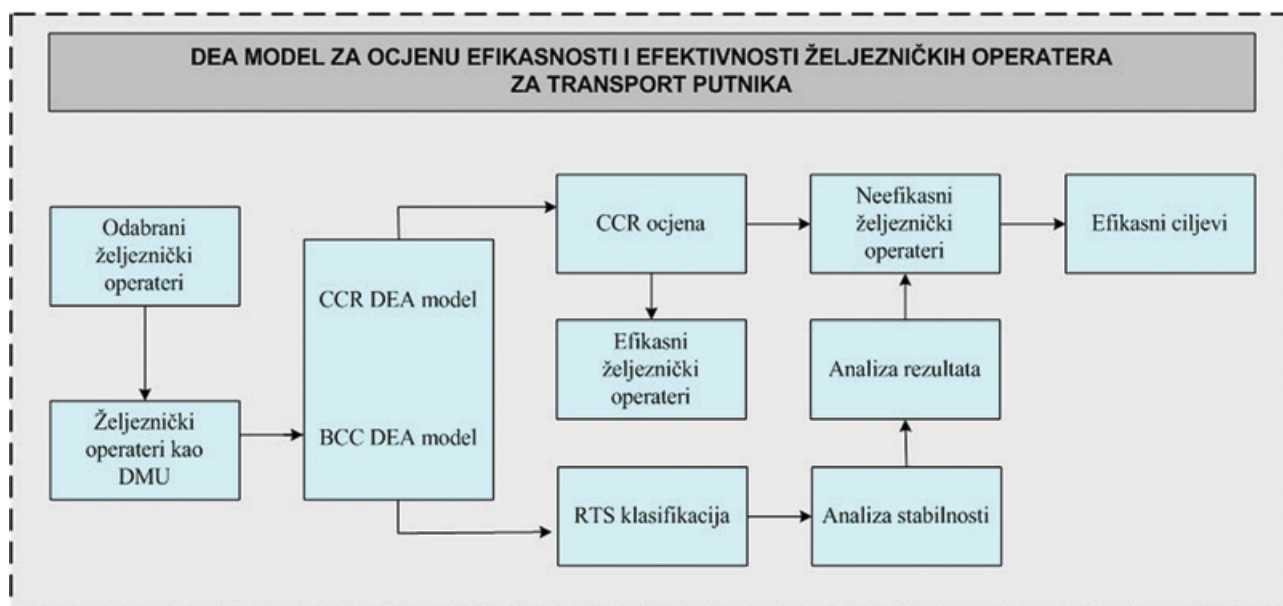 DEA MODEL ZA OCJENU EFIKASNOSTI I EFEKTIVNOSTI ŽELJEZNIČKIH OPERATERA
ZA TRANSPORT PUTNIKA
Odabrani
željeznički
operateri
Željeznički
operateri kao
DMU
CCR DEA model
BCC DEA model
CCR ocjena
Efikasni
željeznički
operateri
RTS klasifikacija
Neefikasni
željeznički
operateri
Analiza rezultata
Analiza stabilnosti
Efikasni ciljevi